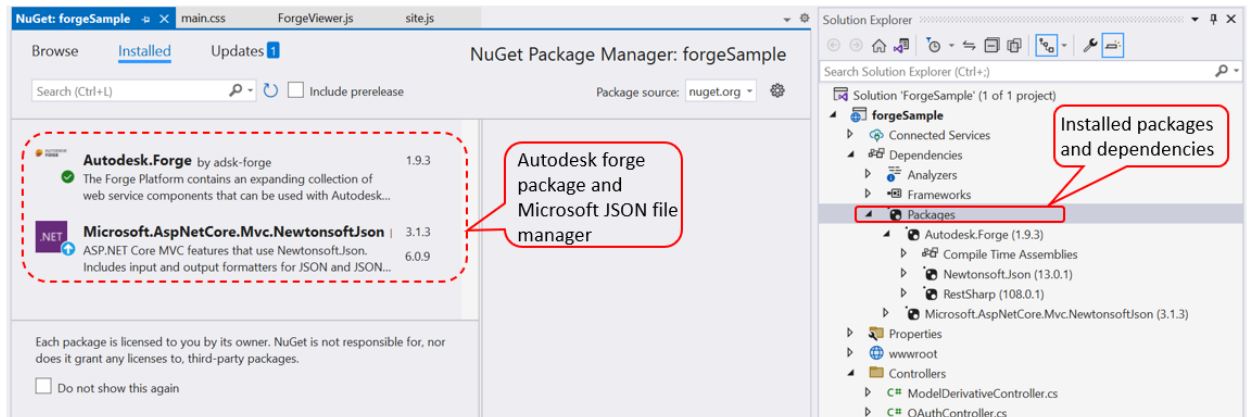 NuGet: forgeSample
main.css
ForgeViewer.js
site.js
Browse
Installed
Updates 1
NuGet Package Manager: forgeSample
Search (Ctrl+L)
Include prerelease
Package source: nuget.org
AUTODESK
FORGE
Autodesk.Forge by adsk-forge 1.9.3
The Forge Platform contains an expanding collection of
web service components that can be used with Autodesk...
.NET
Microsoft.AspNetCore.Mvc.NewtonsoftJson 3.1.3
ASP.NET Core MVC features that use Newtonsoft.Json. 6.0.9
Includes input and output formatters for JSON and JSON...
Each package is licensed to you by its owner. NuGet is not responsible for, nor
does it grant any licenses to, third-party packages.
Do not show this again
Autodesk forge
package and
Microsoft JSON file
manager
Solution Explorer
Search Solution Explorer (Ctrl+;)
Solution 'ForgeSample' (1 of 1 project)
forgeSample
Connected Services
Dependencies
Analyzers
Frameworks
Packages
Autodesk.Forge (1.9.3)
Compile Time Assemblies
Newtonsoft.Json (13.0.1)
RestSharp (108.0.1)
Microsoft.AspNetCore.Mvc.NewtonsoftJson (3.1.3)
Properties
wwwroot
Controllers
C# ModelDerivativeController.cs
C# OAuthController.cs
Installed packages
and dependencies